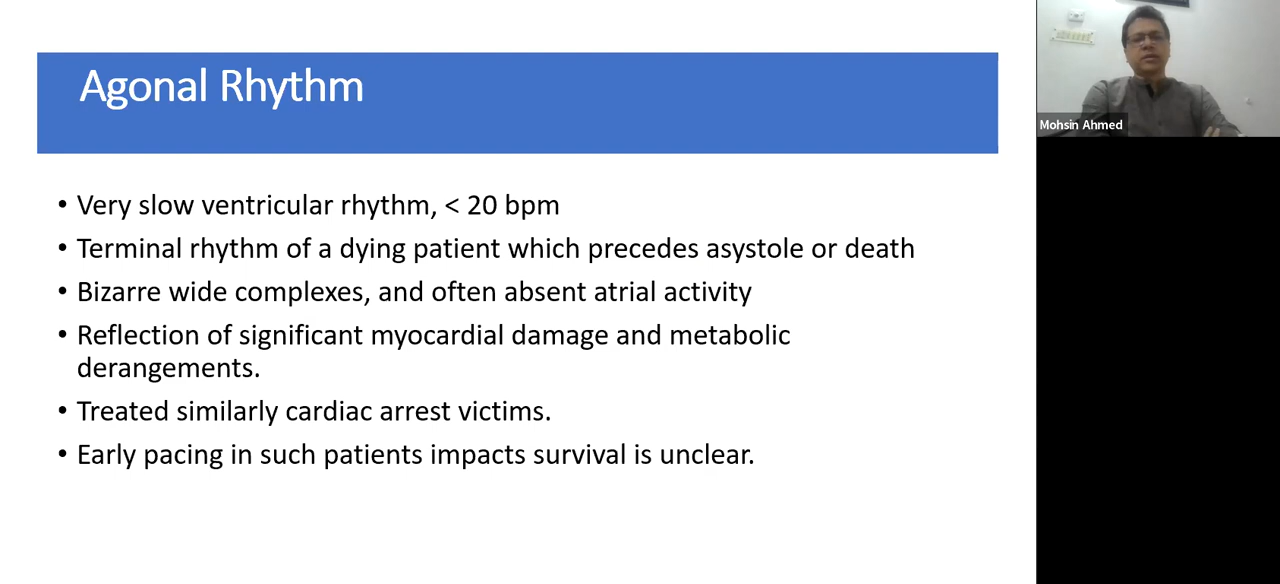 Agonal Rhythm
• Very slow ventricular rhythm, < 20 bpm
• Terminal rhythm of a dying patient which precedes asystole or death
• Bizarre wide complexes, and often absent atrial activity
• Reflection of significant myocardial damage and metabolic
derangements.
• Treated similarly cardiac arrest victims.
• Early pacing in such patients impacts survival is unclear.
Mohsin Ahmed